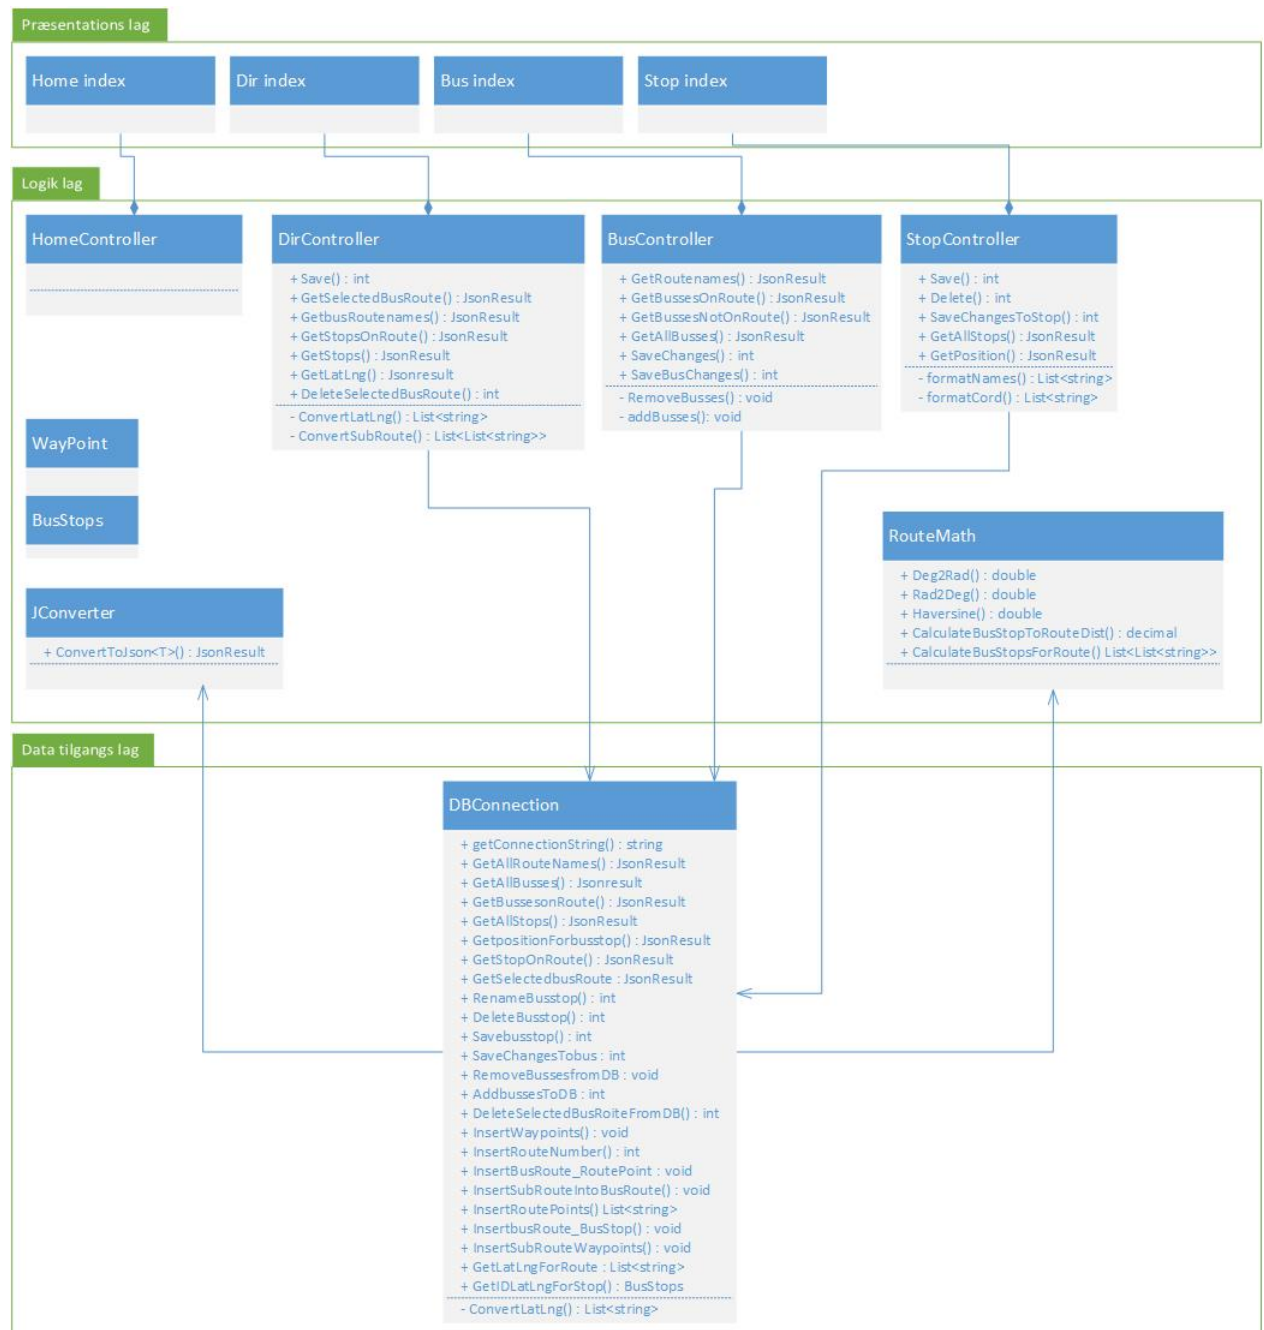 Præsentations lag
Home index
Dir index
Bus index
Stop index
Logik lag
HomeController
DirController
+ Save() : int
+ GetSelectedBusRoute() : JsonResult
+ GetbusRoutenames() : JsonResult
+ GetStopsOnRoute() : JsonResult
+ GetStops() : JsonResult
+ GetLatLng() : Jsonresult
+ DeleteSelectedBusRoute() : int
- ConvertLatLng() : List<string>
- ConvertSubRoute() : List<List<string>>
BusController
+ GetRoutenames() : JsonResult
+ GetBussesOnRoute() : JsonResult
+ GetBussesNotOnRoute() : JsonResult
+ GetAllBusses() : JsonResult
+ SaveChanges() : int
+ SaveBusChanges() : int
- RemoveBusses() : void
- addBusses(): void
StopController
+ Save() : int
+ Delete() : int
+ SaveChangesToStop() : int
+ GetAllStops() : JsonResult
+ GetPosition() : JsonResult
- formatNames() : List<string>
- formatCord() : List<string>
WayPoint
BusStops
JConverter
+ ConvertToJson<T>() : JsonResult
RouteMath
+ Deg2Rad() : double
+ Rad2Deg() : double
+ Haversine() : double
+ CalculateBusStopToRouteDist() : decimal
+ CalculateBusStopsForRoute() List<List<string>>
Data tilgangs lag
DBConnection
+ getConnectionString() : string
+ GetAllRouteNames() : JsonResult
+ GetAllBusses() : Jsonresult
+ GetBussesonRoute() : JsonResult
+ GetAllStops() : JsonResult
+ GetpositionForbusstop() : JsonResult
+ GetStopOnRoute() : JsonResult
+ GetSelectedbusRoute : JsonResult
+ RenameBusstop() : int
+ DeleteBusstop() : int
+ Savebusstop() : int
+ SaveChangesTobus : int
+ RemoveBussesfromDB : void
+ AddbussesToDB : int
+ DeleteSelectedBusRoiteFromDB() : int
+ InsertWaypoints() : void
+ InsertRouteNumber() : int
+ InsertBusRoute_RoutePoint : void
+ InsertSubRouteIntoBusRoute() : void
+ InsertRoutePoints() List<string>
+ InsertbusRoute_BusStop() : void
+ InsertSubRouteWaypoints() : void
+ GetLatLngForRoute : List<string>
+ GetIDLatLngForStop() : BusStops
- ConvertLatLng() : List<string>